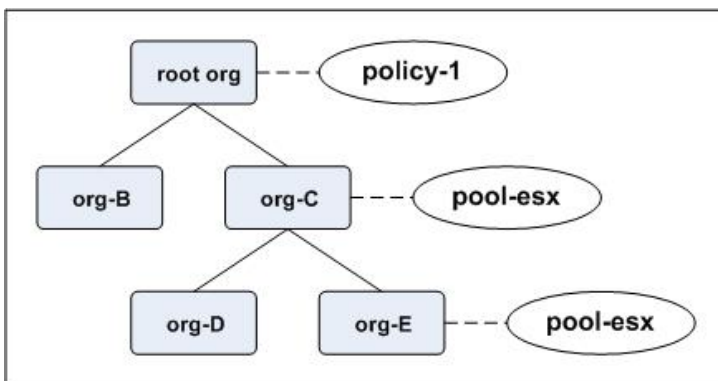 root org
policy-1
org-B
org-C
pool-esx
org-D
org-E
pool-esx